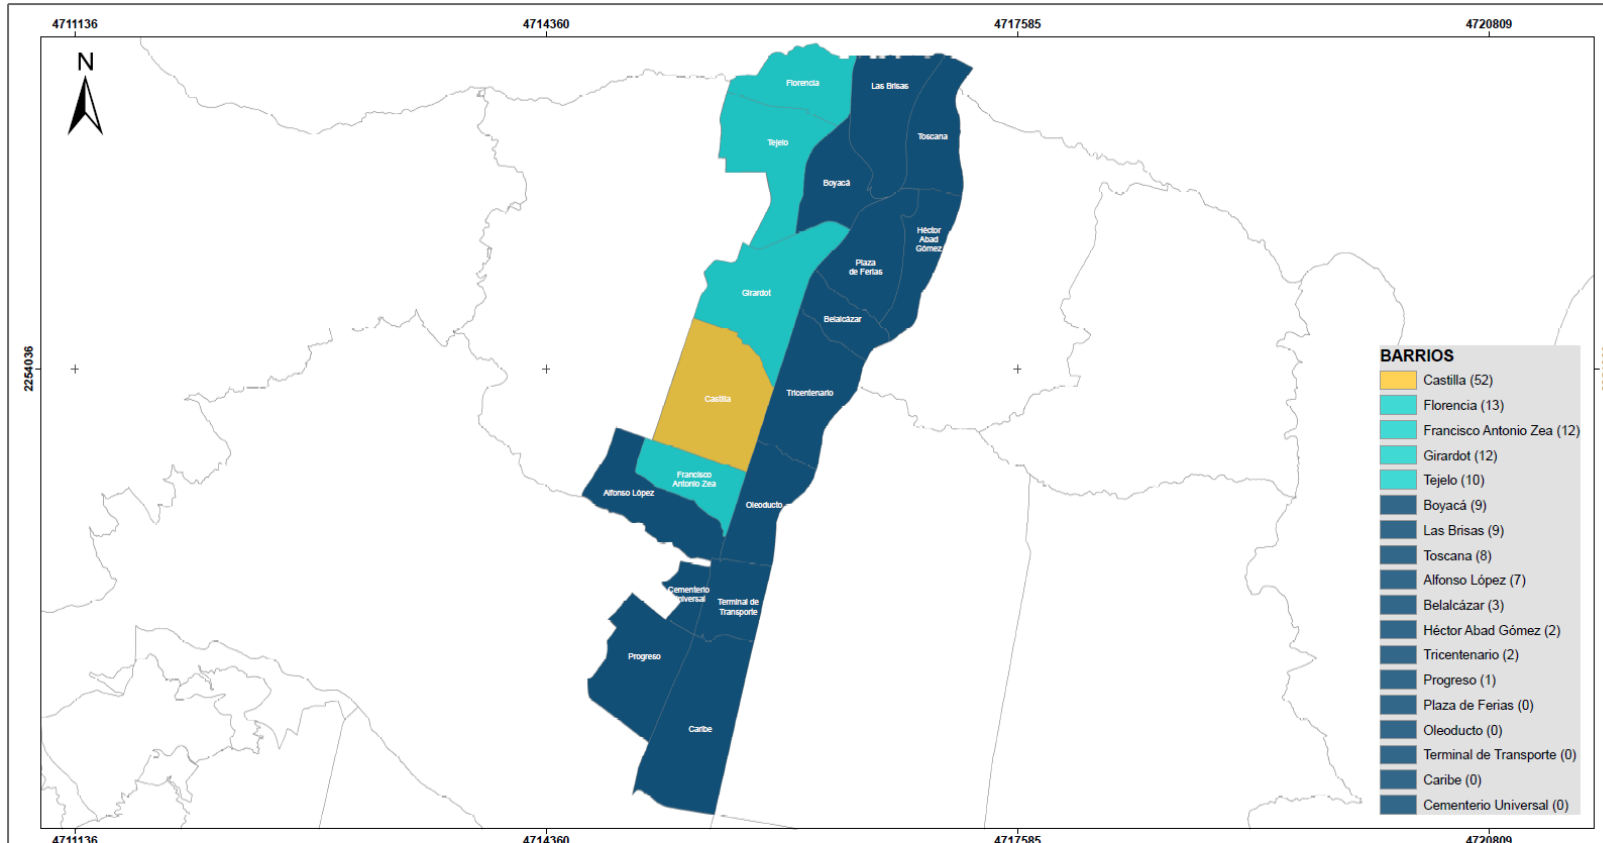 4711136 4714360 4717585 4720809
N
Florencia
Las Brisas
Toscana
Tejelo
Boyacá
Héctor
Abad
Gómez
Plaza
de Ferias
Girardot
Belalcázar
2254036
Tricentenario
Castilla
Francisco
Antonio Zea
Alfonso López
Oleoducto
Cementerio
Universal
Terminal de
Transporte
Progreso
Caribe
BARRIOS
Castilla (52)
Florencia (13)
Francisco Antonio Zea (12)
Girardot (12)
Tejelo (10)
Boyacá (9)
Las Brisas (9)
Toscana (8)
Alfonso López (7)
Belalcázar (3)
Héctor Abad Gómez (2)
Tricentenario (2)
Progreso (1)
Plaza de Ferias (0)
Oleoducto (0)
Terminal de Transporte (0)
Caribe (0)
Cementerio Universal (0)
4711136 4714360 4717585 4720809